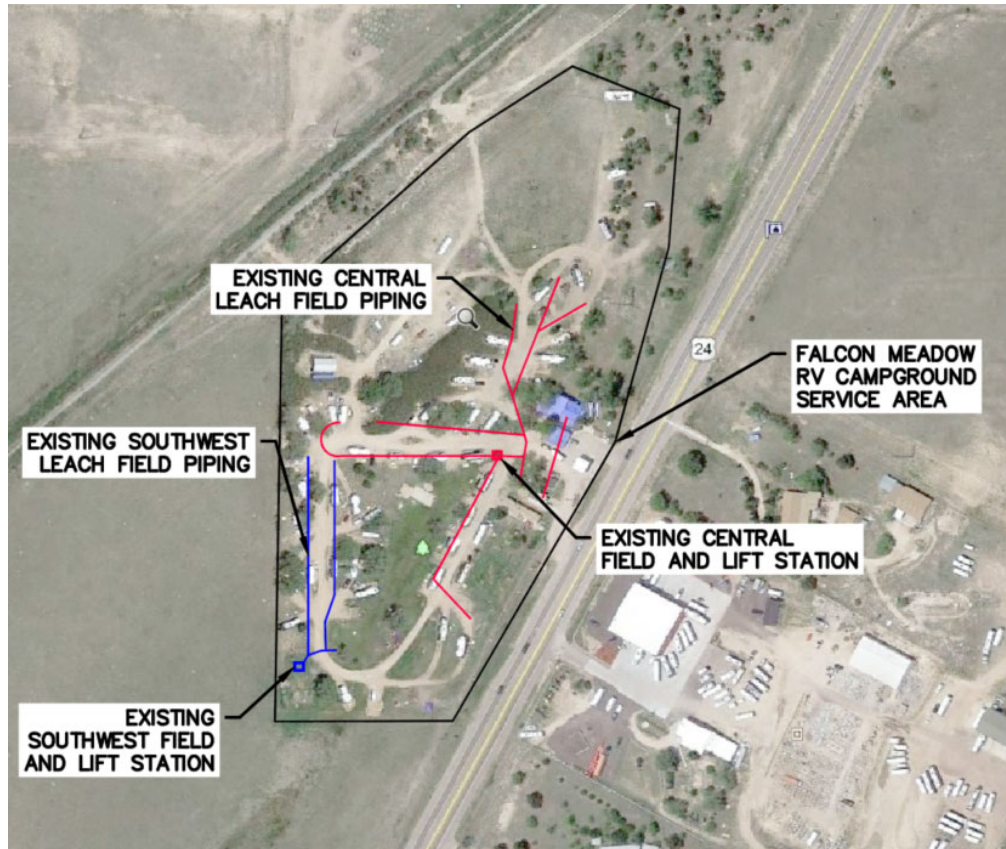 EXISTING CENTRAL
LEACH FIELD PIPING
24
FALCON MEADOW
RV CAMPGROUND
SERVICE AREA
EXISTING SOUTHWEST
LEACH FIELD PIPING
EXISTING CENTRAL
FIELD AND LIFT STATION
EXISTING
SOUTHWEST FIELD
AND LIFT STATION